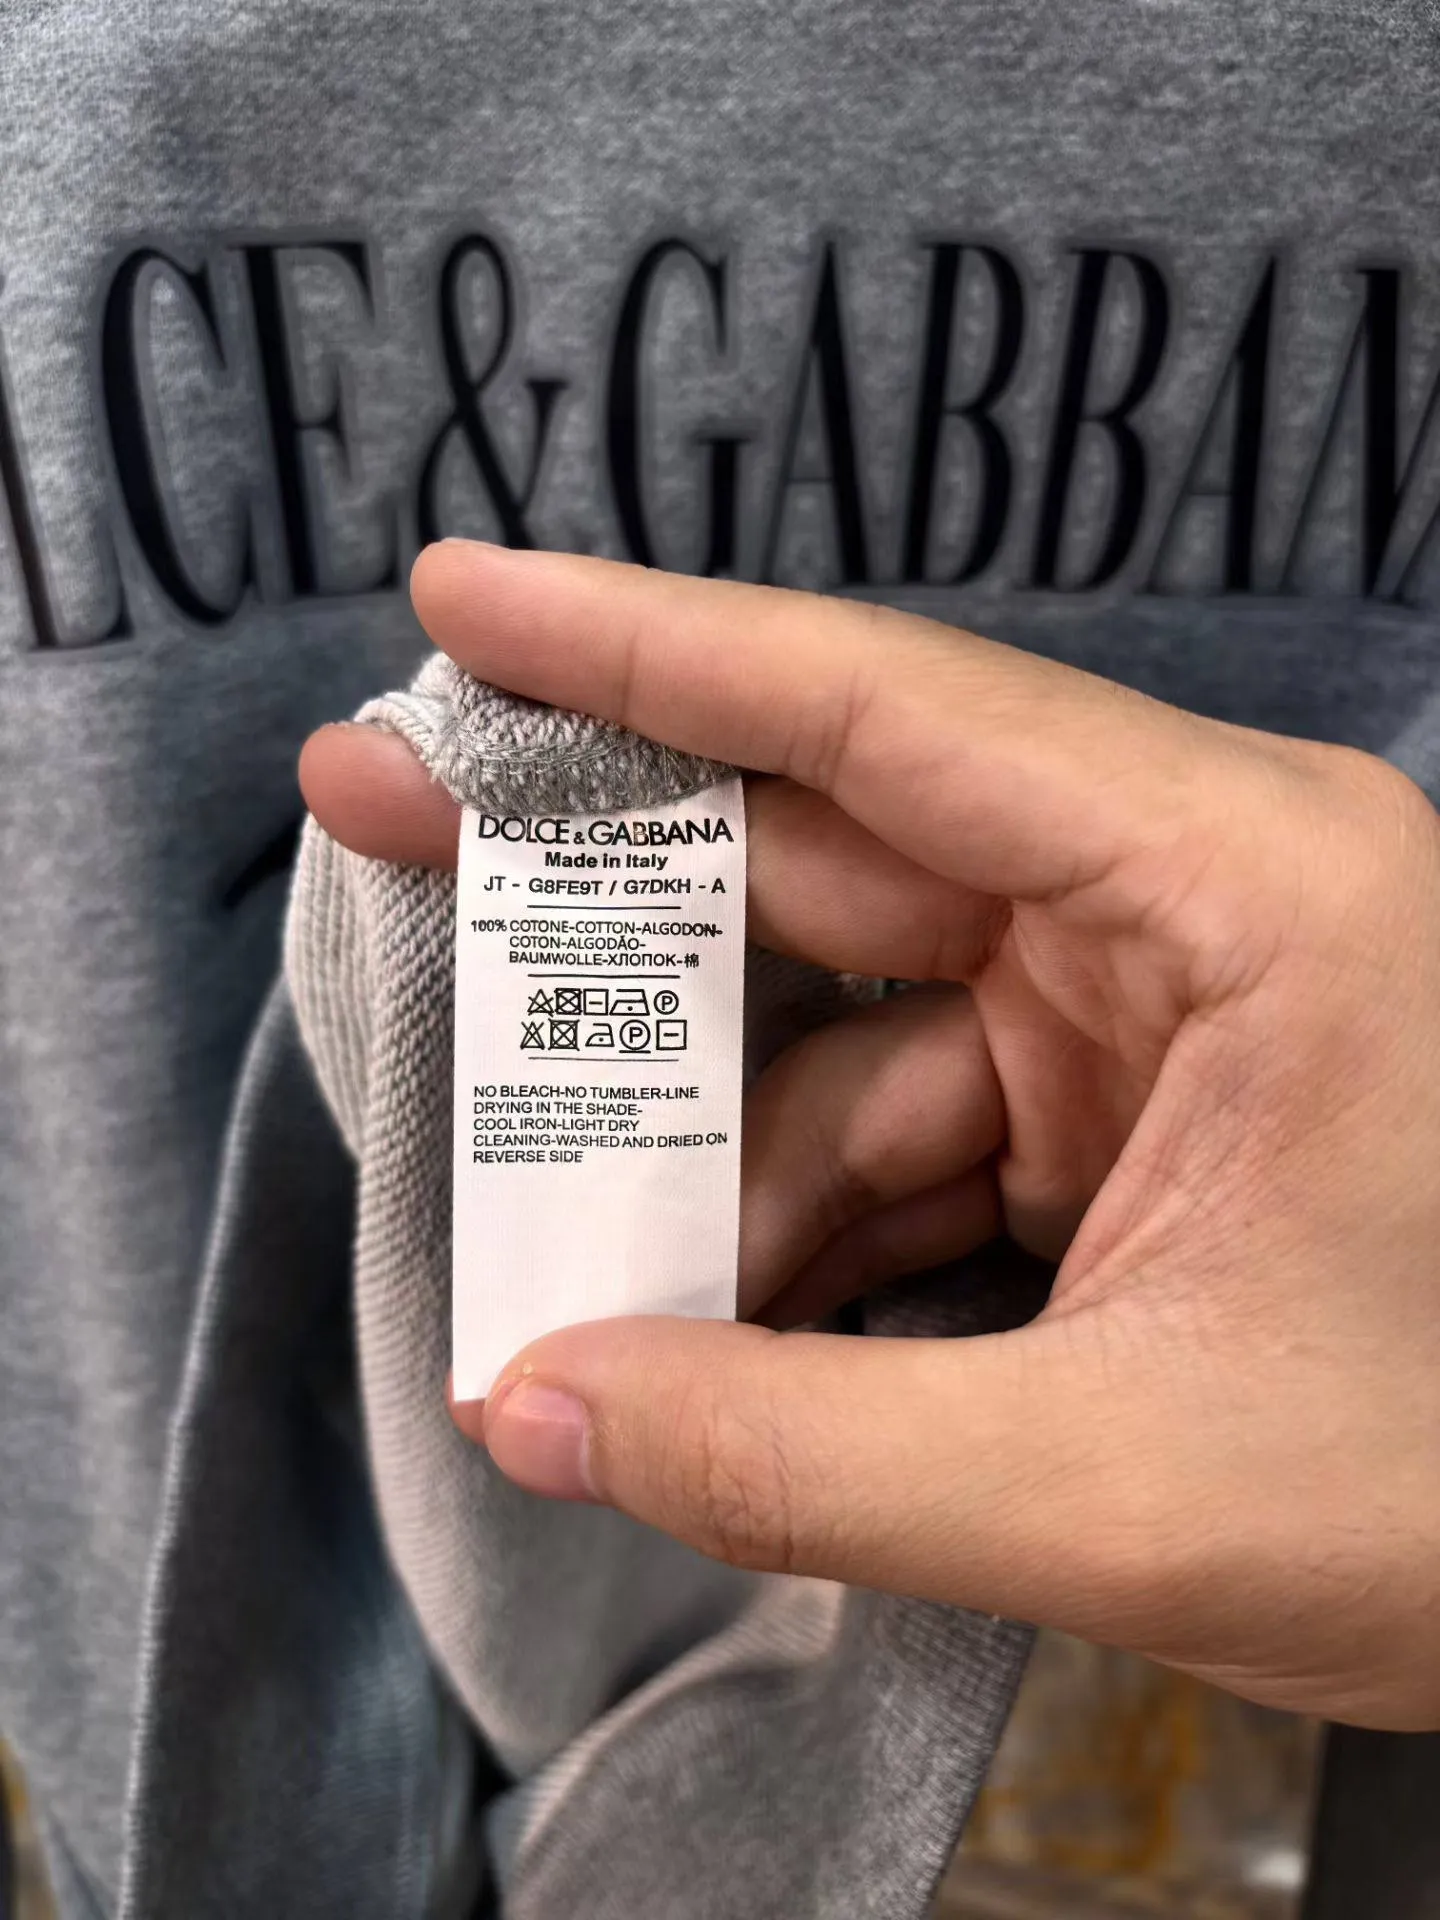 LCE&GABBAN
DOLCE&GABBANA
Made in Italy
JT - G8FE9T / G7DKH - A
100% COTONE-COTTON-ALGODON-
COTON-ALGODÃO-
BAUMWOLLE-ХЛОПОК-棉
P
P
NO BLEACH-NO TUMBLER-LINE
DRYING IN THE SHADE-
COOL IRON-LIGHT DRY
CLEANING-WASHED AND DRIED ON
REVERSE SIDE